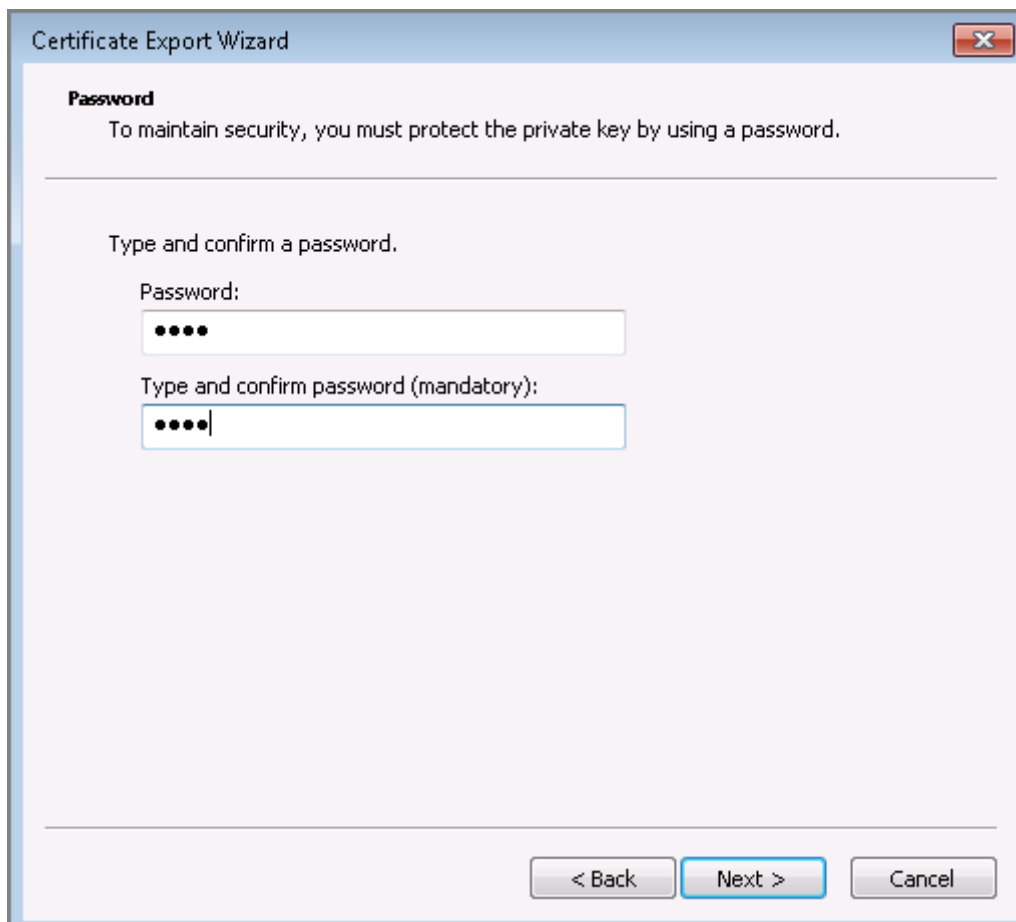 Certificate Export Wizard
Password
To maintain security, you must protect the private key by using a password.
Type and confirm a password.
Password:
••••
Type and confirm password (mandatory):
••••
< Back Next > Cancel